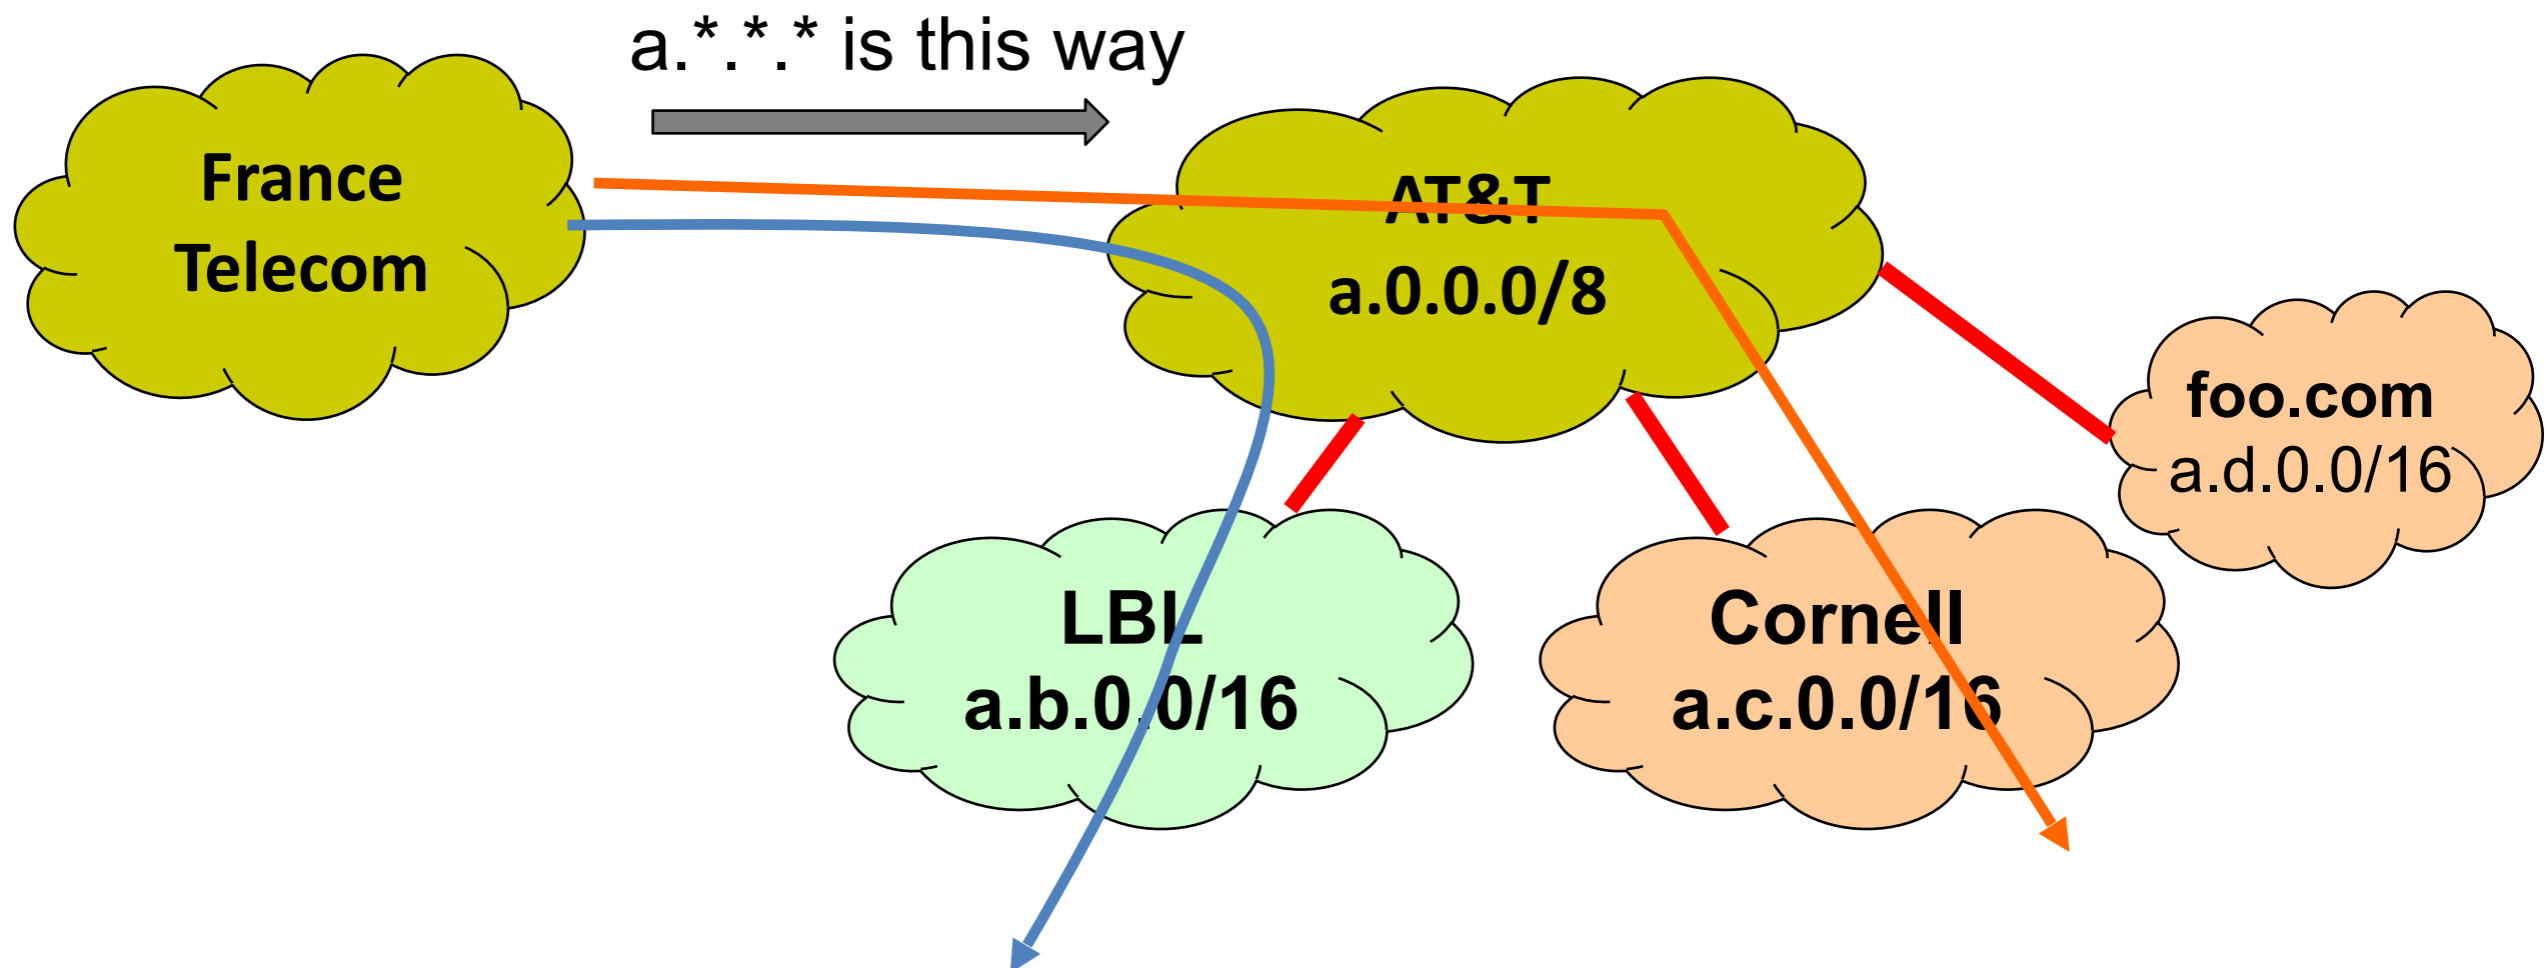 a.*.*.* is this way
France
Telecom
AT&T
a.0.0.0/8
foo.com
a.d.0.0/16
LBL
a.b.0.0/16
Cornell
a.c.0.0/16